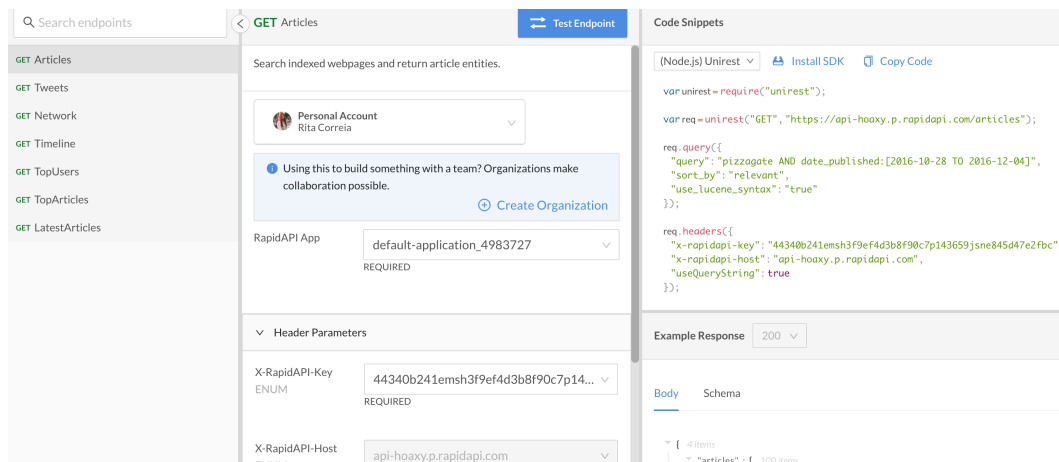 Search endpoints
GET Articles
GET Tweets
GET Network
GET Timeline
GET TopUsers
GET TopArticles
GET LatestArticles
GET Articles
Test Endpoint
Search indexed webpages and return article entities.
Personal Account
Rita Correia
Using this to build something with a team? Organizations make
collaboration possible.
Create Organization
RapidAPI App
default-application_4983727
REQUIRED
Header Parameters
X-RapidAPI-Key
ENUM
44340b241emsh3f9ef4d3b8f90c7p14...
REQUIRED
X-RapidAPI-Host
api-hoaxy.p.rapidapi.com
Code Snippets
(Node.js) Unirest
Install SDK
Copy Code
var unirest = require("unirest");
var req = unirest("GET", "https://api-hoaxy.p.rapidapi.com/articles");
req.query({
"query": "pizzagate AND date_published:[2016-10-28 TO 2016-12-04]",
"sort_by": "relevant",
"use_lucene_syntax": "true"
});
req.headers({
"x-rapidapi-key": "44340b241emsh3f9ef4d3b8f90c7p143659jsne845d47e2fbc"
"x-rapidapi-host": "api-hoaxy.p.rapidapi.com",
"useQueryString": true
});
Example Response
200
Body
Schema
{ 4 items
"articles" : [ 100 items